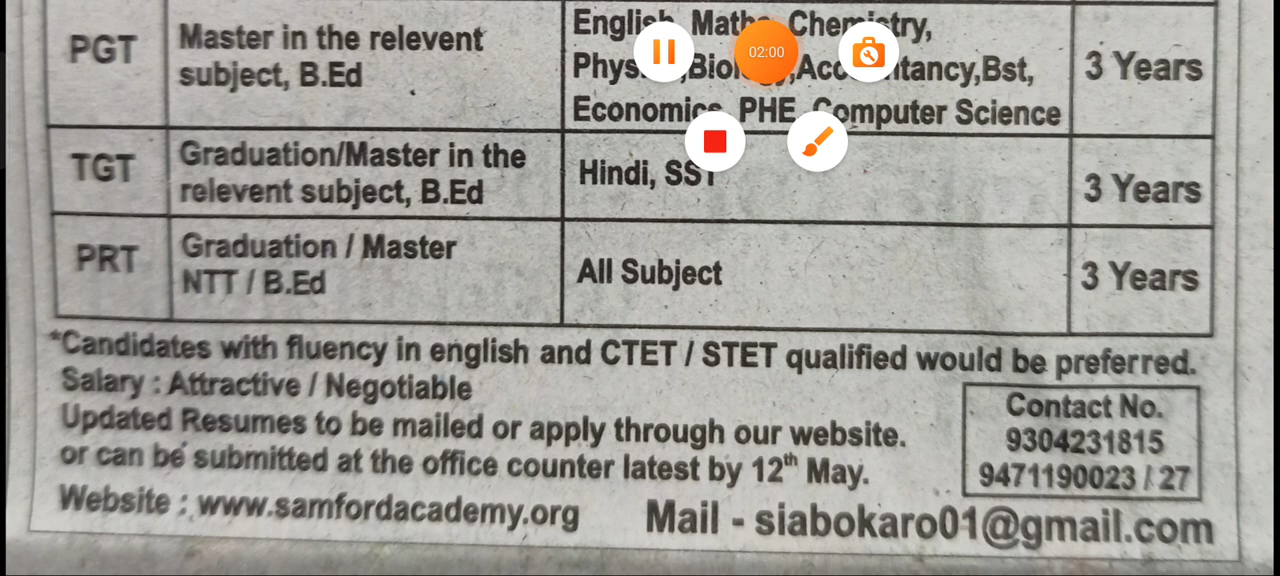 PGT
Master in the relevent
subject, B.Ed
English, Maths, Chemistry,
Accountancy,Bst,
Economics, PHE, Computer Science
3 Years
02:00
TGT
Graduation/Master in the
relevent subject, B.Ed
Hindi, SST
3 Years
PRT
Graduation / Master
NTT / B.Ed
All Subject
3 Years
*Candidates with fluency in english and CTET / STET qualified would be preferred.
Salary : Attractive / Negotiable
Updated Resumes to be mailed or apply through our website.
or can be submitted at the office counter latest by 12th May.
Contact No.
9304231815
9471190023 / 27
Website : www.samfordacademy.org
Mail - siabokaro01@gmail.com